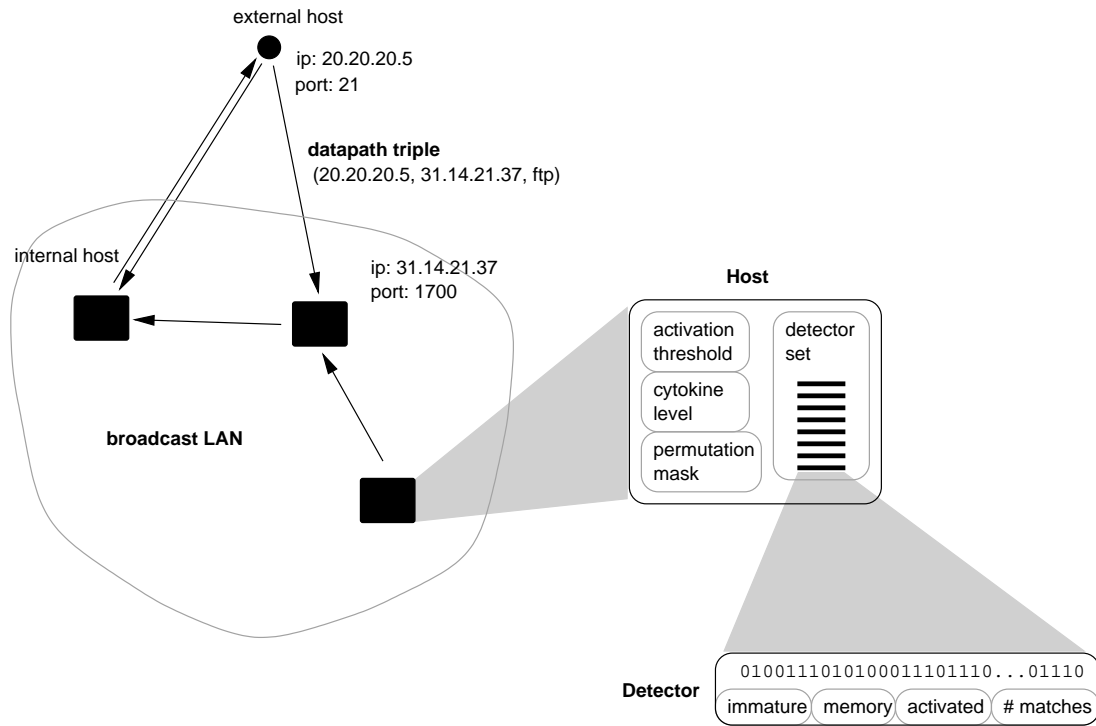 external host
ip: 20.20.20.5
port: 21
datapath triple
(20.20.20.5, 31.14.21.37, ftp)
internal host
ip: 31.14.21.37
port: 1700
broadcast LAN
Host
activation
threshold
cytokine
level
permutation
mask
detector
set
Detector
0100111010100011101110...01110
immature
memory
activated
# matches